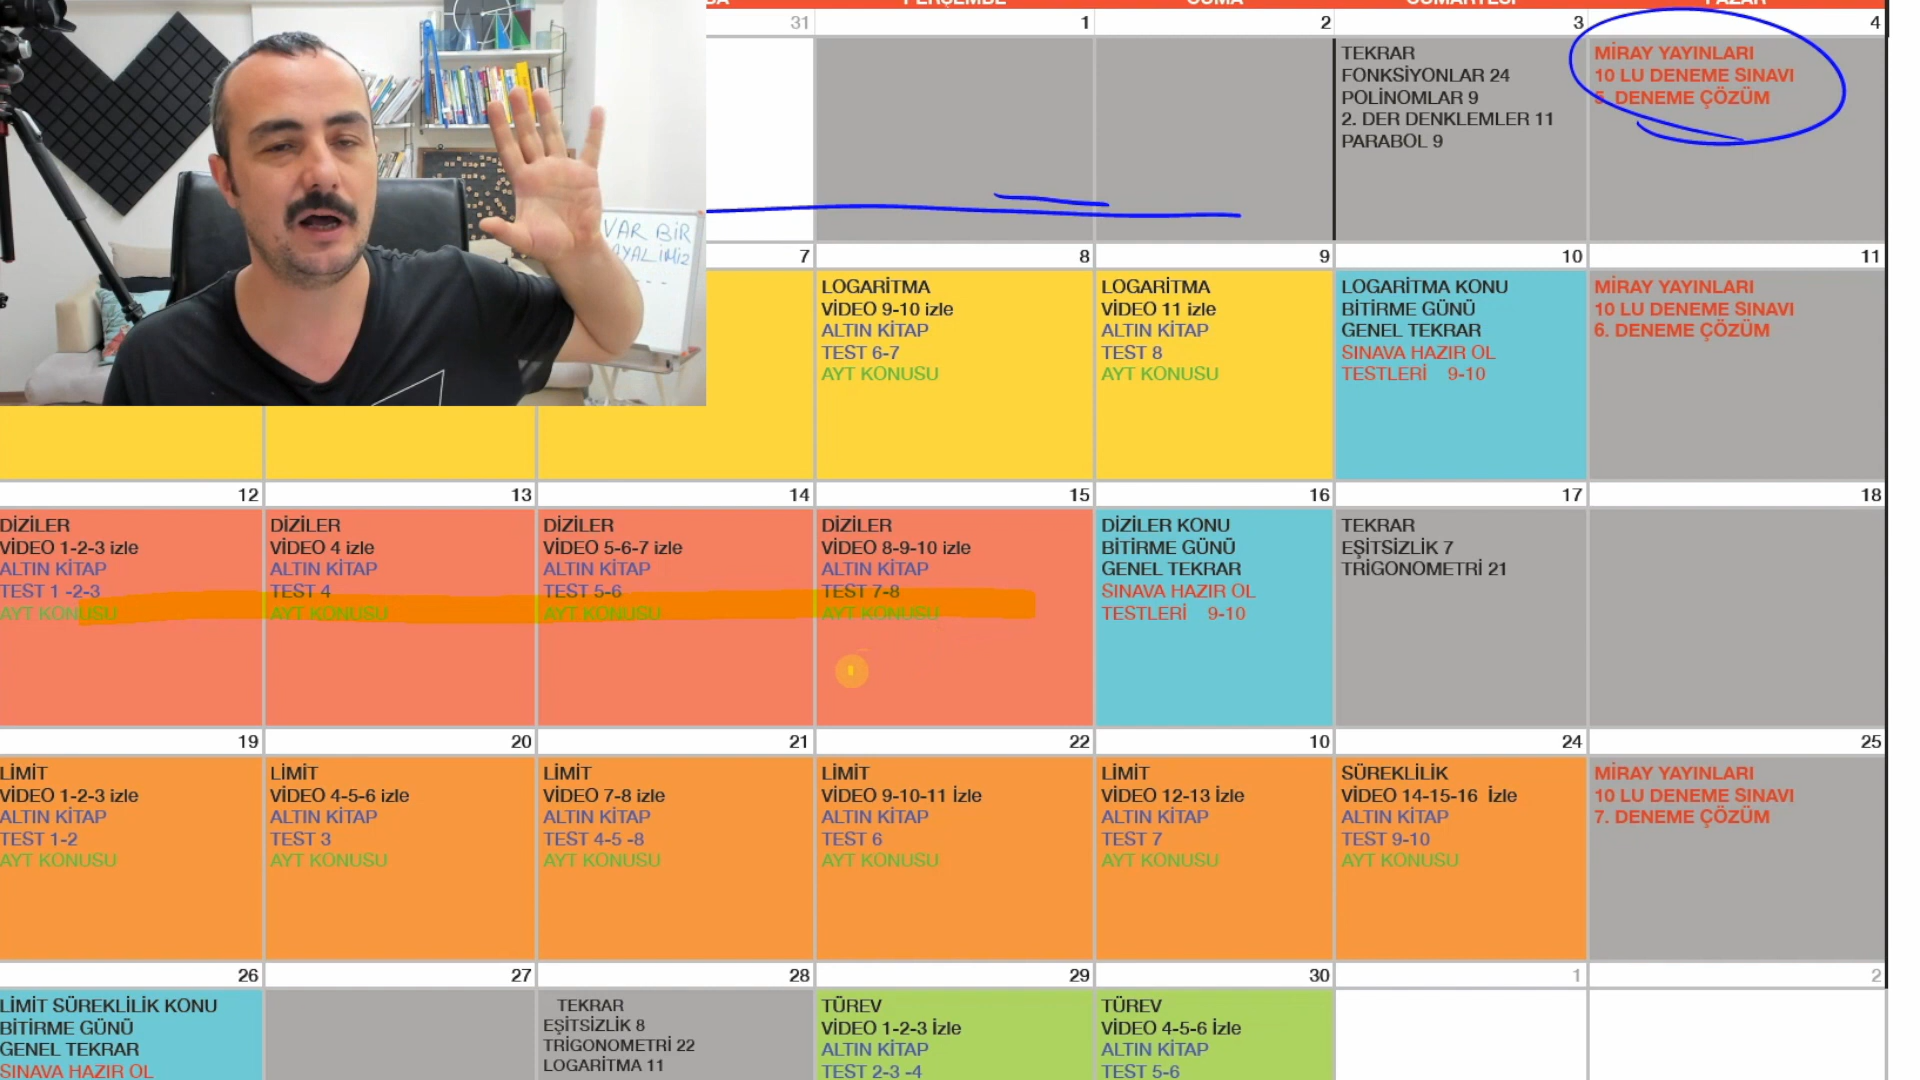 PERŞEMBE
CUMA
CUMARTESİ
PAZAR
31
1
2
3
4
TEKRAR
FONKSİYONLAR 24
POLİNOMLAR 9
2. DER DENKLEMLER 11
PARABOL 9
MİRAY YAYINLARI
10 LU DENEME SINAVI
5. DENEME ÇÖZÜM
VAR BİR
7
8
9
10
11
LOGARİTMA
VİDEO 9-10 izle
ALTIN KİTAP
TEST 6-7
AYT KONUSU
LOGARİTMA
VİDEO 11 izle
ALTIN KİTAP
TEST 8
AYT KONUSU
LOGARİTMA KONU
BİTİRME GÜNÜ
GENEL TEKRAR
SINAVA HAZIR OL
TESTLERİ 9-10
MİRAY YAYINLARI
10 LU DENEME SINAVI
6. DENEME ÇÖZÜM
12
13
14
15
16
17
18
DİZİLER
VİDEO 1-2-3 izle
ALTIN KİTAP
TEST 1 -2-3
AYT KONUSU
DİZİLER
VİDEO 4 izle
ALTIN KİTAP
TEST 4
AYT KONUSU
DİZİLER
VİDEO 5-6-7 izle
ALTIN KİTAP
TEST 5-6
AYT KONUSU
DİZİLER
VİDEO 8-9-10 izle
ALTIN KİTAP
TEST 7-8
AYT KONUSU
DİZİLER KONU
BİTİRME GÜNÜ
GENEL TEKRAR
SINAVA HAZIR OL
TESTLERİ 9-10
TEKRAR
EŞİTSİZLİK 7
TRİGONOMETRİ 21
19
20
21
22
10
24
25
LİMİT
VİDEO 1-2-3 izle
ALTIN KİTAP
TEST 1-2
AYT KONUSU
LİMİT
VİDEO 4-5-6 izle
ALTIN KİTAP
TEST 3
AYT KONUSU
LİMİT
VİDEO 7-8 izle
ALTIN KİTAP
TEST 4-5 -8
AYT KONUSU
LİMİT
VİDEO 9-10-11 İzle
ALTIN KİTAP
TEST 6
AYT KONUSU
LİMİT
VİDEO 12-13 İzle
ALTIN KİTAP
TEST 7
AYT KONUSU
SÜREKLİLİK
VİDEO 14-15-16 İzle
ALTIN KİTAP
TEST 9-10
AYT KONUSU
MİRAY YAYINLARI
10 LU DENEME SINAVI
7. DENEME ÇÖZÜM
26
27
28
29
30
1
2
LİMİT SÜREKLİLİK KONU
BİTİRME GÜNÜ
GENEL TEKRAR
SINAVA HAZIR OL
TEKRAR
EŞİTSİZLİK 8
TRİGONOMETRİ 22
LOGARİTMA 11
TÜREV
VİDEO 1-2-3 İzle
ALTIN KİTAP
TEST 2-3 -4
TÜREV
VİDEO 4-5-6 İzle
ALTIN KİTAP
TEST 5-6